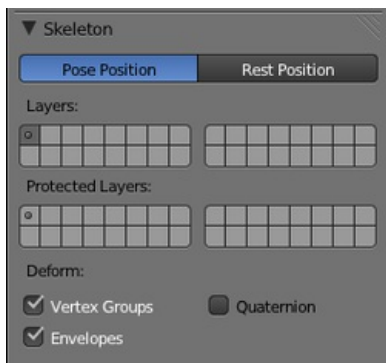 Skeleton
Pose Position Rest Position
Layers:
Protected Layers:
Deform:
Vertex Groups Quaternion
Envelopes